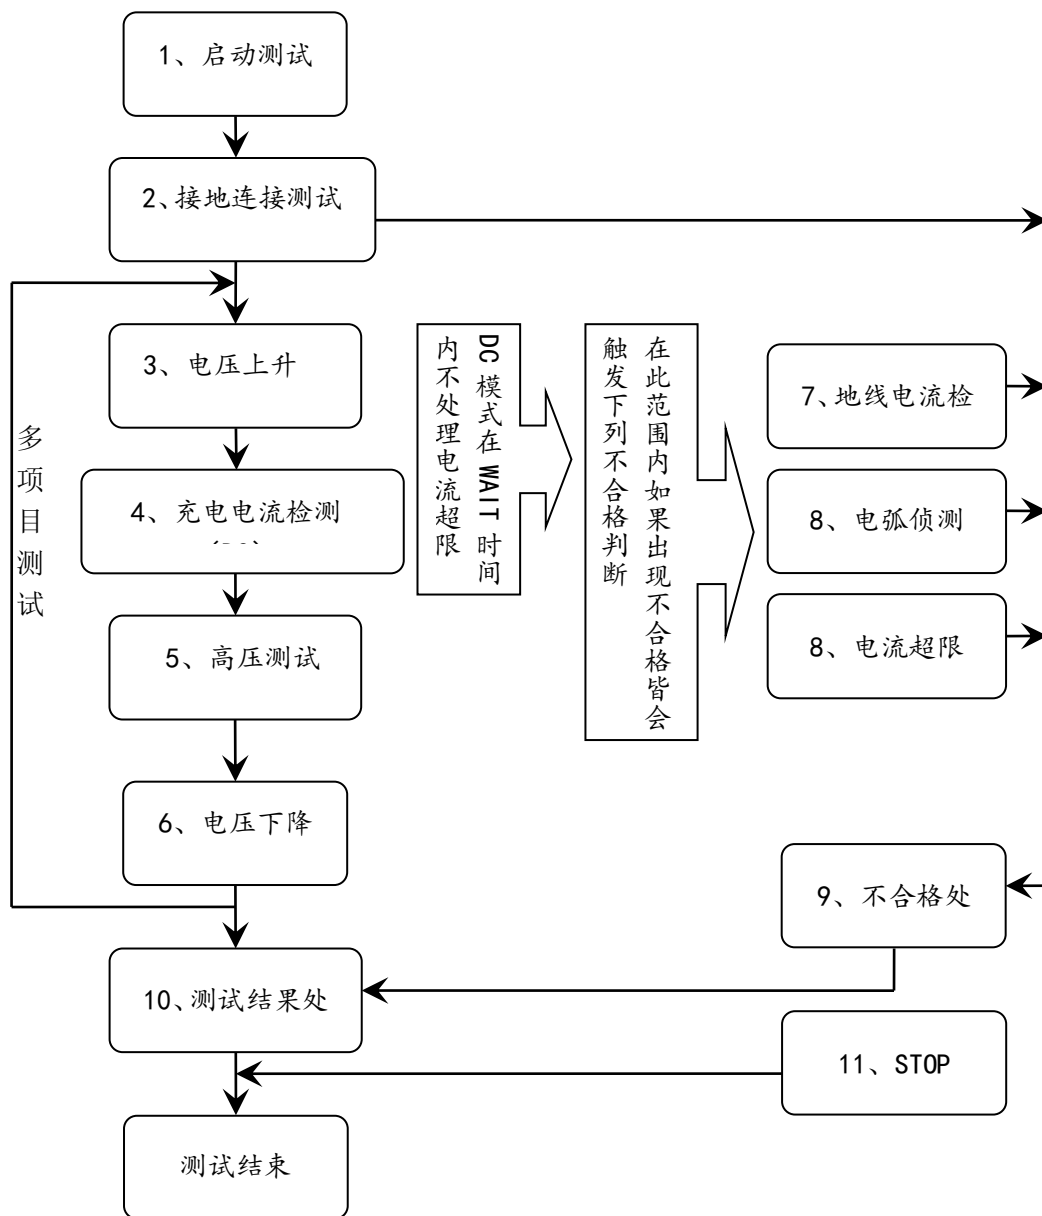 1、启动测试
2、接地连接测试
3、电压上升
4、充电电流检测
5、高压测试
6、电压下降
多项目测试
DC 模式在 WAIT 时间
内不处理电流超限
在此范围内如果出现不合格皆会
触发下列不合格判断
7、地线电流检
8、电弧侦测
8、电流超限
9、不合格处
10、测试结果处
11、STOP
测试结束